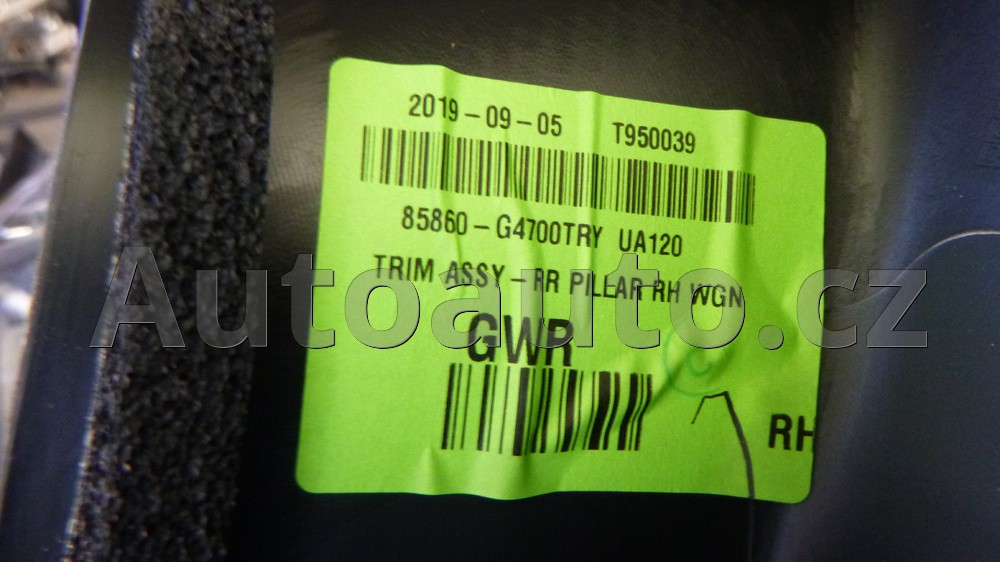 2019-09-05 T950039
85860-G4700TRY UA120
TRIM ASSY-RR PILLAR RH WGN
Autoauto.cz
GWR
RH